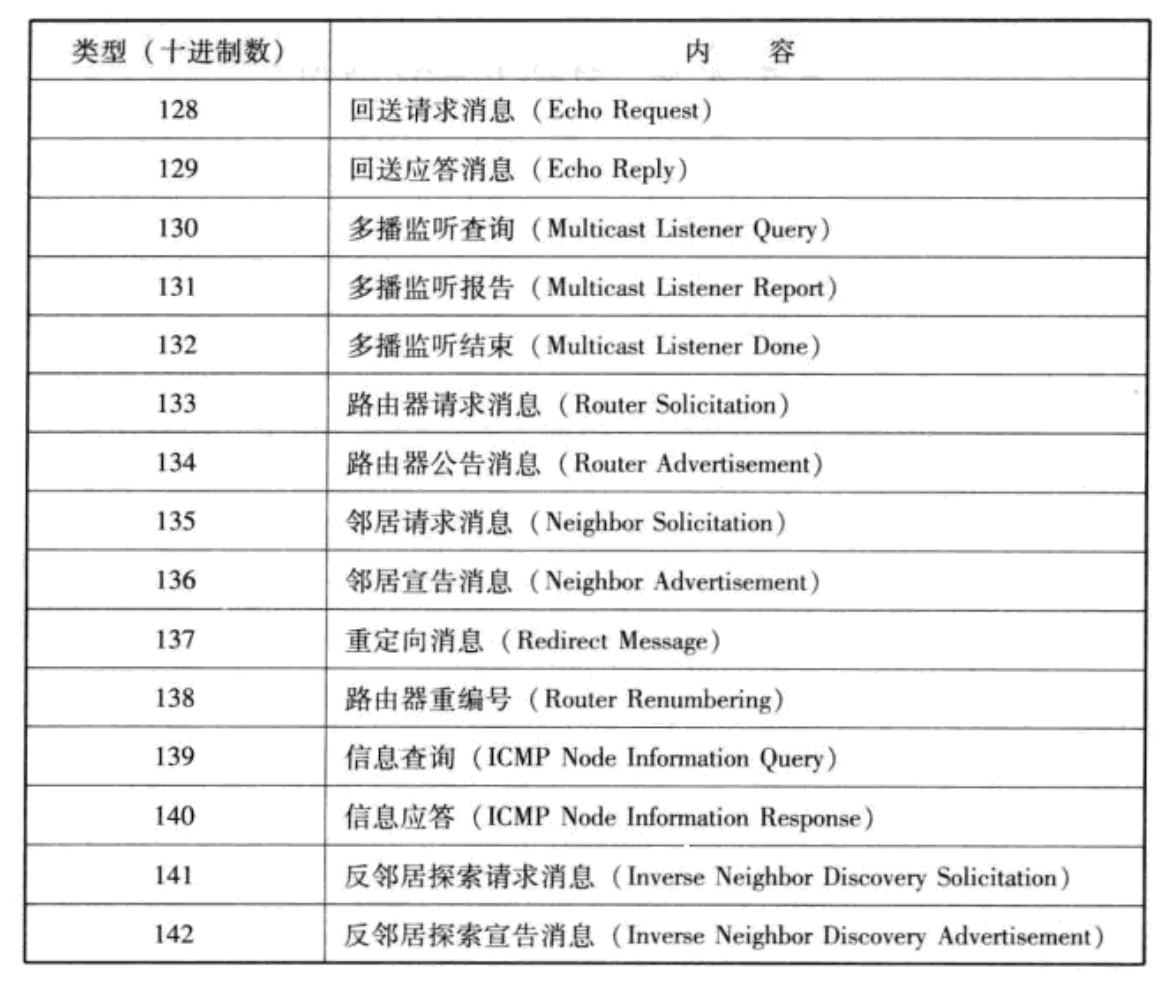 类型（十进制数） 内 容
128 回送请求消息（Echo Request）
129 回送应答消息（Echo Reply）
130 多播监听查询（Multicast Listener Query）
131 多播监听报告（Multicast Listener Report）
132 多播监听结束（Multicast Listener Done）
133 路由器请求消息（Router Solicitation）
134 路由器公告消息（Router Advertisement）
135 邻居请求消息（Neighbor Solicitation）
136 邻居宣告消息（Neighbor Advertisement）
137 重定向消息（Redirect Message）
138 路由器重编号（Router Renumbering）
139 信息查询（ICMP Node Information Query）
140 信息应答（ICMP Node Information Response）
141 反邻居探索请求消息（Inverse Neighbor Discovery Solicitation）
142 反邻居探索宣告消息（Inverse Neighbor Discovery Advertisement）